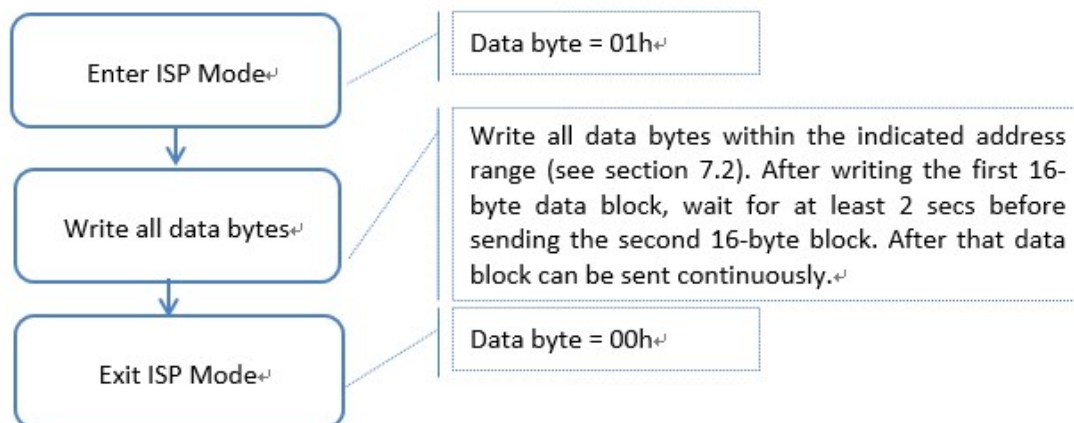 Enter ISP Mode↵
Data byte = 01h↵
Write all data bytes↵
Write all data bytes within the indicated address
range (see section 7.2). After writing the first 16-
byte data block, wait for at least 2 secs before
sending the second 16-byte block. After that data
block can be sent continuously.↵
Exit ISP Mode↵
Data byte = 00h↵